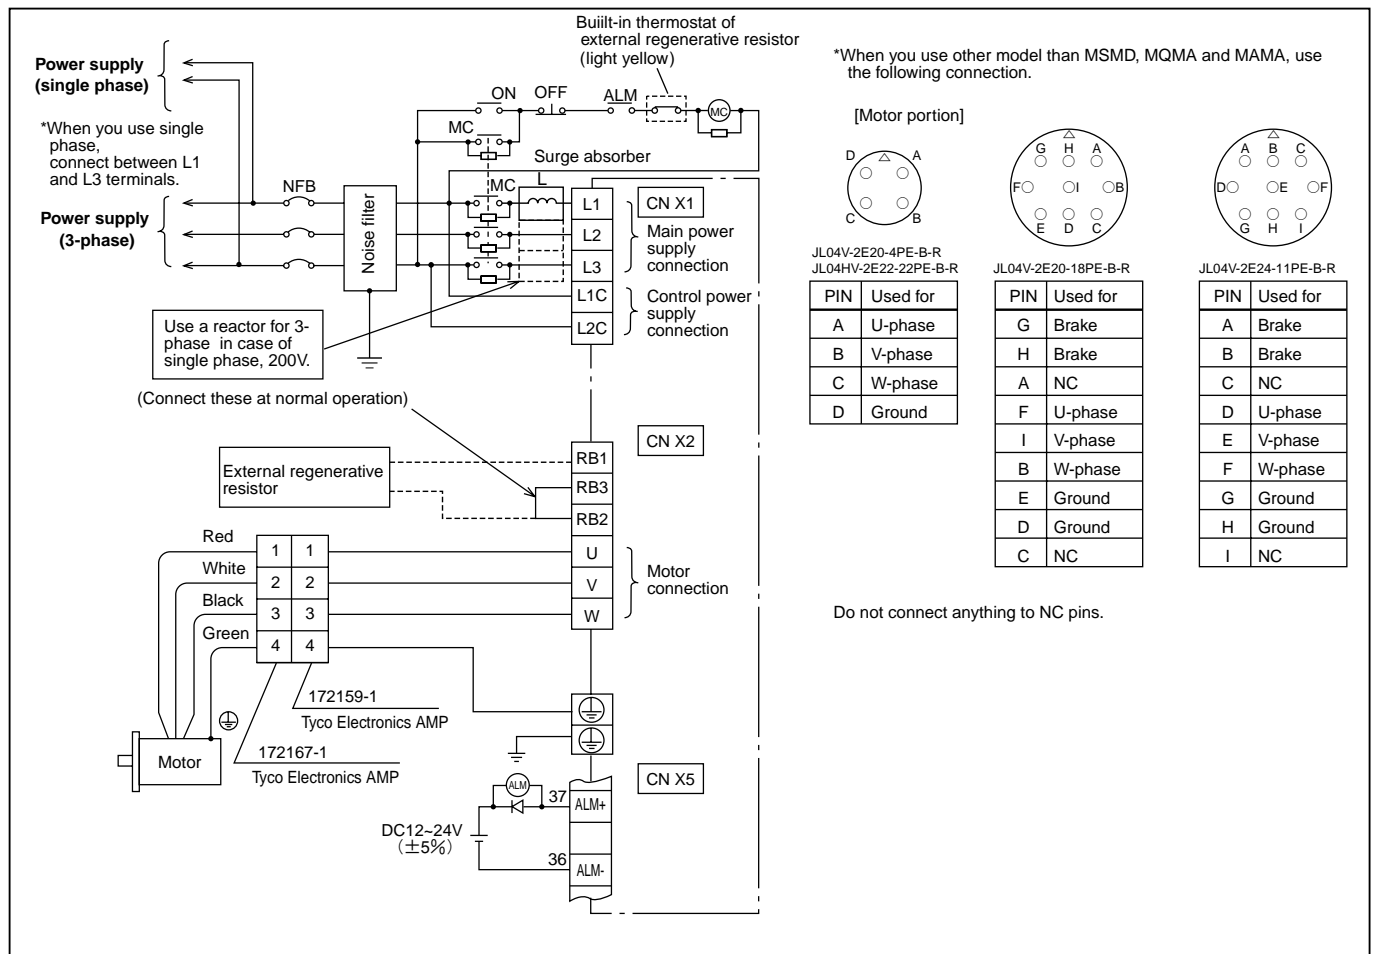 Buiilt-in thermostat of
external regenerative resistor
(light yellow)
Power supply
(single phase)
*When you use single
phase,
connect between L1
and L3 terminals.
Power supply
(3-phase)
NFB
Noise filter
ON
OFF
ALM
MC
MC
Surge absorber
MC
L
L1
L2
L3
L1C
L2C
CN X1
Main power
supply
connection
Control power
supply
connection
Use a reactor for 3-
phase in case of
single phase, 200V.
(Connect these at normal operation)
CN X2
External regenerative
resistor
RB1
RB3
RB2
U
V
W
Motor
connection
Red
White
Black
Green
1 1
2 2
3 3
4 4
172159-1
Tyco Electronics AMP
172167-1
Tyco Electronics AMP
Motor
CN X5
ALM
37
ALM+
DC12~24V
(±5%)
36
ALM-
*When you use other model than MSMD, MQMA and MAMA, use
the following connection.
[Motor portion]
D A
C B
JL04V-2E20-4PE-B-R
JL04HV-2E22-22PE-B-R
PIN Used for
A U-phase
B V-phase
C W-phase
D Ground
G H A
F I B
E D C
JL04V-2E20-18PE-B-R
PIN Used for
G Brake
H Brake
A NC
F U-phase
I V-phase
B W-phase
E Ground
D Ground
C NC
A B C
D E F
G H I
JL04V-2E24-11PE-B-R
PIN Used for
A Brake
B Brake
C NC
D U-phase
E V-phase
F W-phase
G Ground
H Ground
I NC
Do not connect anything to NC pins.